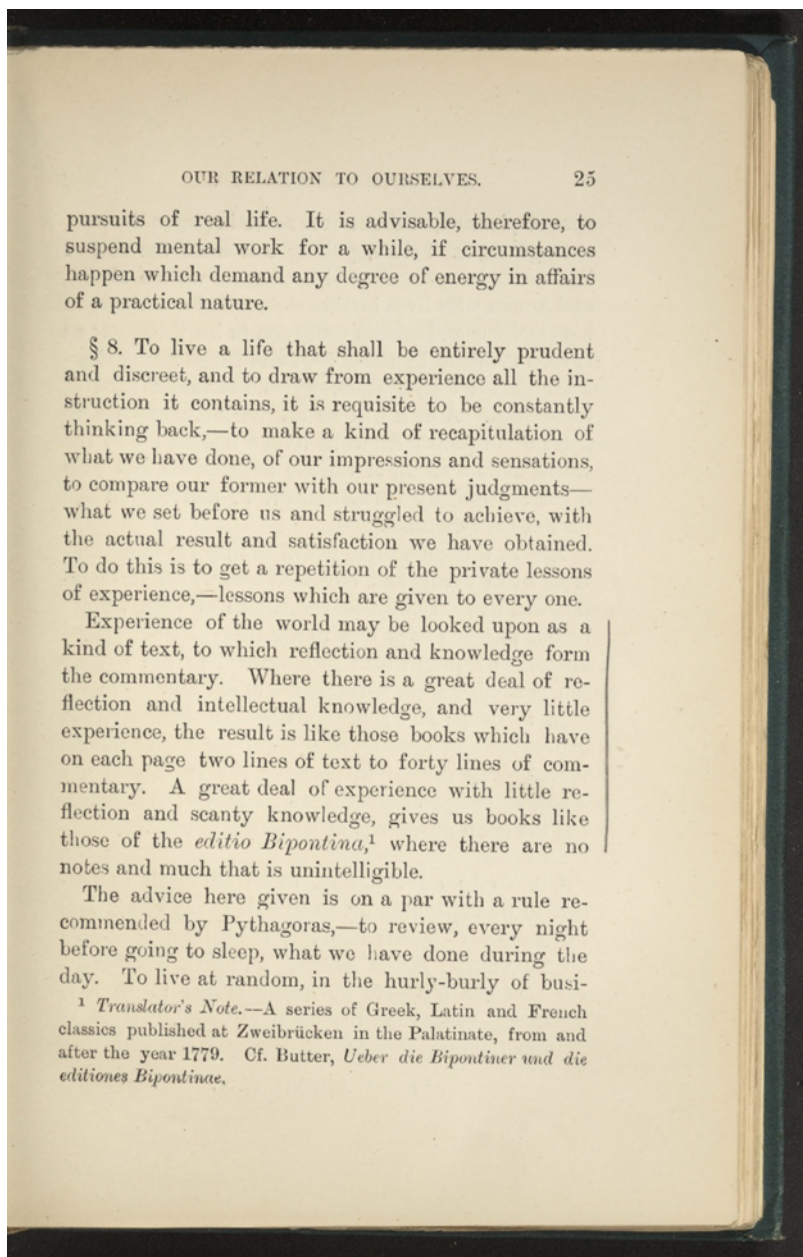 OUR RELATION TO OURSELVES. 25
pursuits of real life. It is advisable, therefore, to
suspend mental work for a while, if circumstances
happen which demand any degree of energy in affairs
of a practical nature.
§ 8. To live a life that shall be entirely prudent
and discreet, and to draw from experience all the in-
struction it contains, it is requisite to be constantly
thinking back,—to make a kind of recapitulation of
what we have done, of our impressions and sensations,
to compare our former with our present judgments—
what we set before us and struggled to achieve, with
the actual result and satisfaction we have obtained.
To do this is to get a repetition of the private lessons
of experience,—lessons which are given to every one.
Experience of the world may be looked upon as a
kind of text, to which reflection and knowledge form
the commentary. Where there is a great deal of re-
flection and intellectual knowledge, and very little
experience, the result is like those books which have
on each page two lines of text to forty lines of com-
mentary. A great deal of experience with little re-
flection and scanty knowledge, gives us books like
those of the editio Bipontina,¹ where there are no
notes and much that is unintelligible.
The advice here given is on a par with a rule re-
commended by Pythagoras,—to review, every night
before going to sleep, what we have done during the
day. To live at random, in the hurly-burly of busi-
¹ Translator's Note.—A series of Greek, Latin and French
classics published at Zweibrücken in the Palatinate, from and
after the year 1779. Cf. Butter, Ueber die Bipontiner und die
editiones Bipontinae.